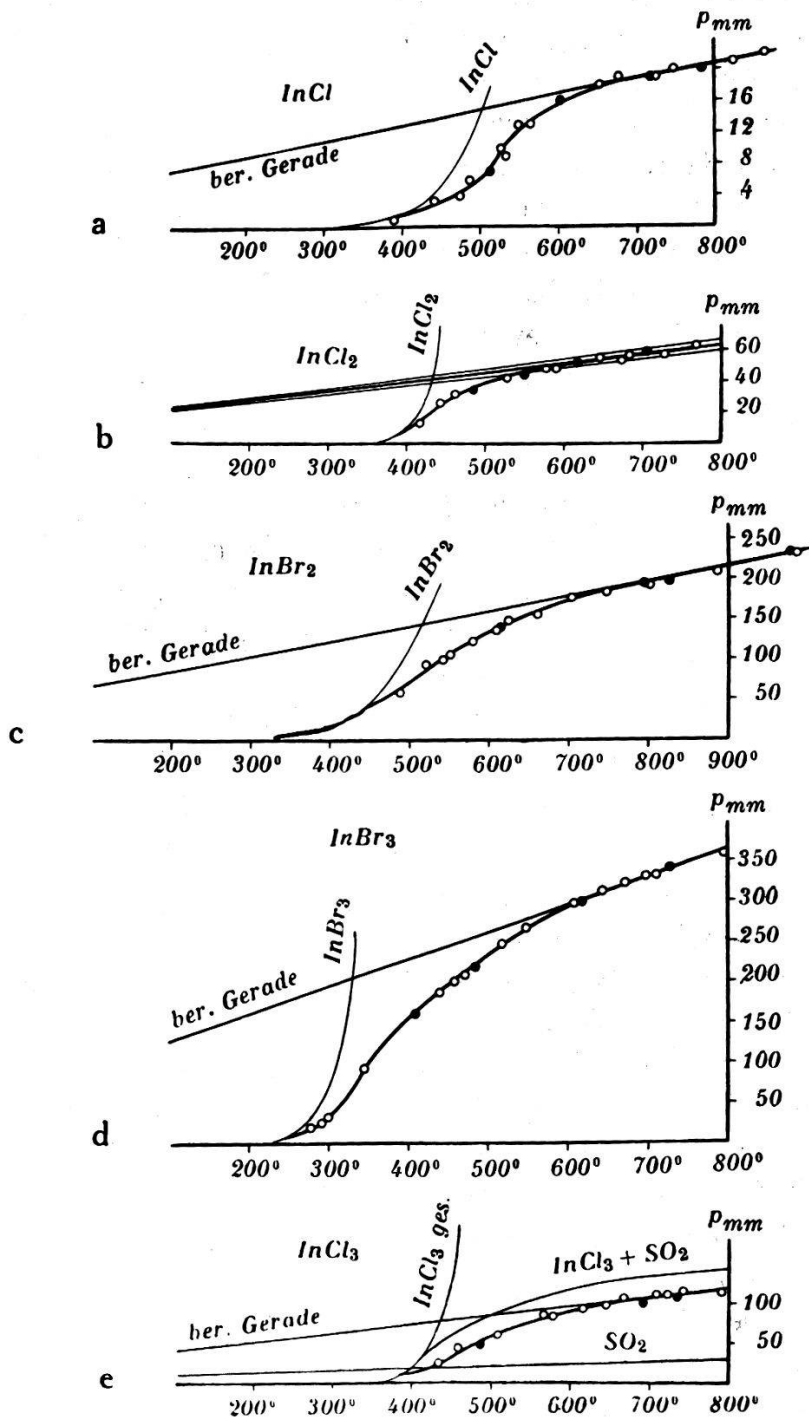 p mm
InCl
InCl
16
12
ber. Gerade
8
4
a
200° 300° 400° 500° 600° 700° 800°
p mm
InCl2
InCl2
60
40
20
b
200° 300° 400° 500° 600° 700° 800°
p mm
250
InBr2
InBr2
200
150
ber. Gerade
100
50
c
200° 300° 400° 500° 600° 700° 800° 900°
p mm
InBr3
350
300
InBr3
250
ber. Gerade
200
150
100
50
d
200° 300° 400° 500° 600° 700° 800°
p mm
InCl3
InCl3 ges.
InCl3 + SO2
ber. Gerade
100
SO2
50
e
200° 300° 400° 500° 600° 700° 800°